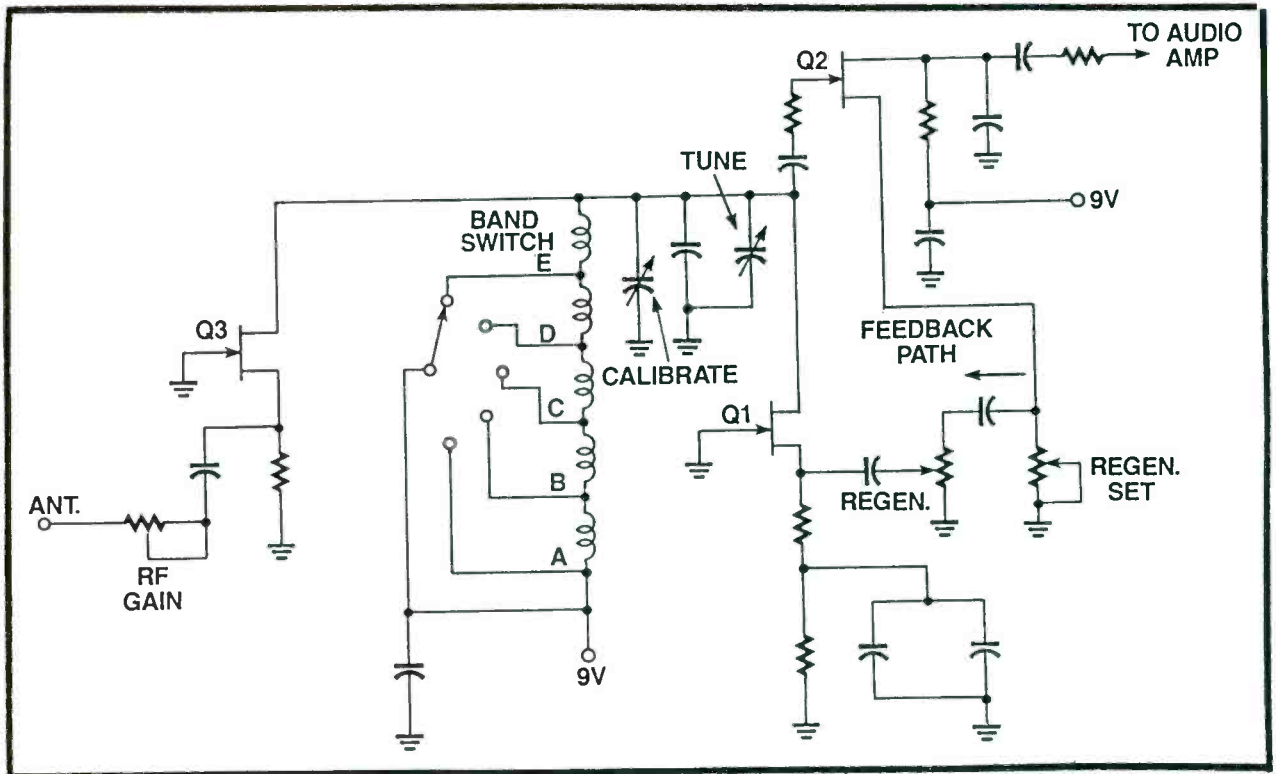 TO AUDIO
AMP
Q2
TUNE
9V
BAND
SWITCH
E
Q3
D
FEEDBACK
PATH
CALIBRATE
C
Q1
B
REGEN.
REGEN.
SET
ANT.
A
RF
GAIN
9V